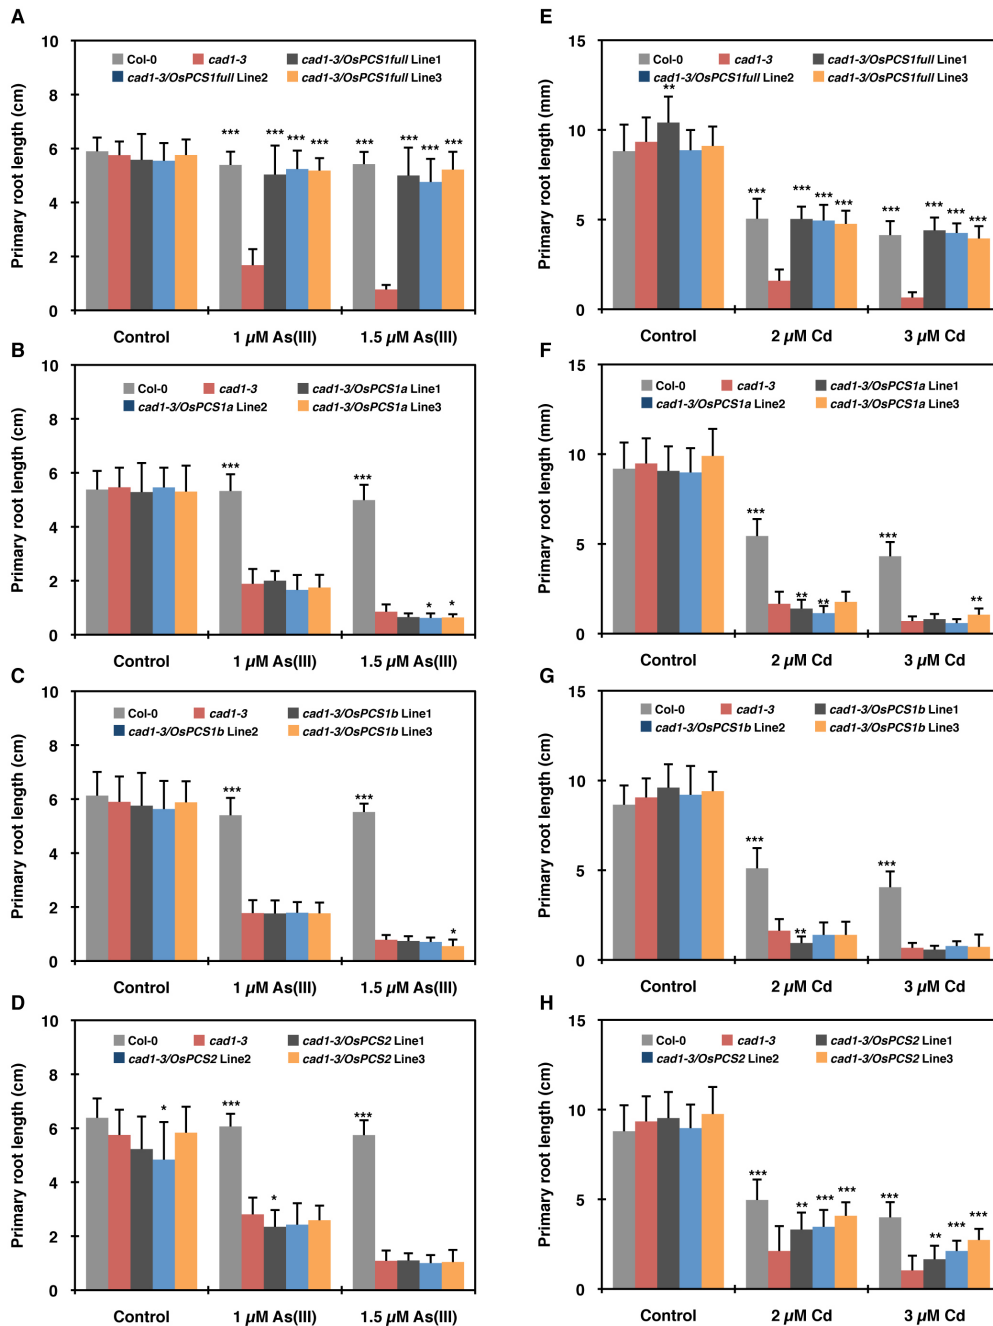 A
Primary root length (cm)
10
8
6
4
2
0
Col-0 cad1-3 cad1-3/OsPCS1full Line1
cad1-3/OsPCS1full Line2 cad1-3/OsPCS1full Line3
*** *** *** *** *** *** *** ***
Control 1 µM As(III) 1.5 µM As(III)
B
Primary root length (cm)
10
8
6
4
2
0
Col-0 cad1-3 cad1-3/OsPCS1a Line1
cad1-3/OsPCS1a Line2 cad1-3/OsPCS1a Line3
*** *** * *
Control 1 µM As(III) 1.5 µM As(III)
C
Primary root length (cm)
10
8
6
4
2
0
Col-0 cad1-3 cad1-3/OsPCS1b Line1
cad1-3/OsPCS1b Line2 cad1-3/OsPCS1b Line3
*** *** *
Control 1 µM As(III) 1.5 µM As(III)
D
Primary root length (cm)
10
8
6
4
2
0
Col-0 cad1-3 cad1-3/OsPCS2 Line1
cad1-3/OsPCS2 Line2 cad1-3/OsPCS2 Line3
* *** * ***
Control 1 µM As(III) 1.5 µM As(III)
E
Primary root length (mm)
15
10
5
0
Col-0 cad1-3 cad1-3/OsPCS1full Line1
cad1-3/OsPCS1full Line2 cad1-3/OsPCS1full Line3
** *** *** *** *** *** *** *** ***
Control 2 µM Cd 3 µM Cd
F
Primary root length (mm)
15
10
5
0
Col-0 cad1-3 cad1-3/OsPCS1a Line1
cad1-3/OsPCS1a Line2 cad1-3/OsPCS1a Line3
*** ** ** *** **
Control 2 µM Cd 3 µM Cd
G
Primary root length (cm)
15
10
5
0
Col-0 cad1-3 cad1-3/OsPCS1b Line1
cad1-3/OsPCS1b Line2 cad1-3/OsPCS1b Line3
*** ** ***
Control 2 µM Cd 3 µM Cd
H
Primary root length (cm)
15
10
5
0
Col-0 cad1-3 cad1-3/OsPCS2 Line1
cad1-3/OsPCS2 Line2 cad1-3/OsPCS2 Line3
*** ** *** *** *** ** *** ***
Control 2 µM Cd 3 µM Cd